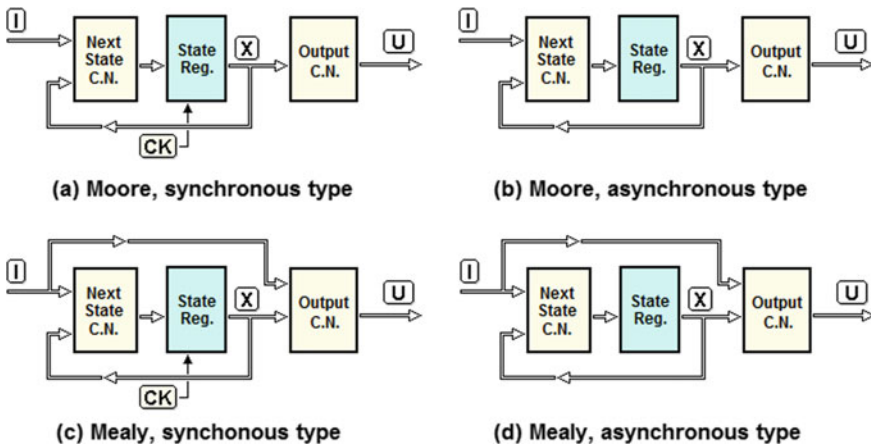 I
Next
State
C.N.
State
Reg.
X
Output
C.N.
U
CK
(a) Moore, synchronous type
I
Next
State
C.N.
State
Reg.
X
Output
C.N.
U
(b) Moore, asynchronous type
I
Next
State
C.N.
State
Reg.
X
Output
C.N.
U
CK
(c) Mealy, synchonous type
I
Next
State
C.N.
State
Reg.
X
Output
C.N.
U
(d) Mealy, asynchronous type